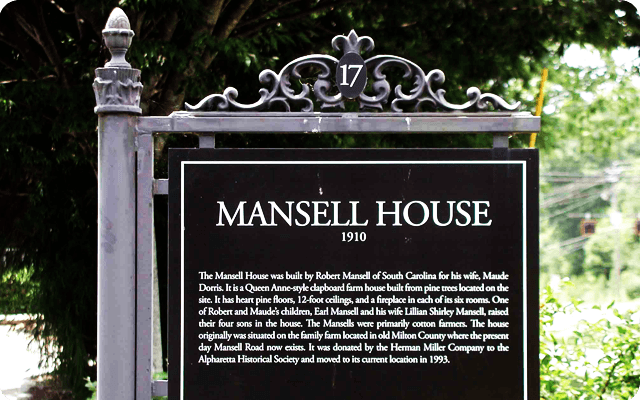 17
MANSELL HOUSE
1910
The Mansell House was built by Robert Mansell of South Carolina for his wife, Maude
Dorris. It is a Queen Anne-style clapboard farm house built from pine trees located on the
site. It has heart pine floors, 12-foot ceilings, and a fireplace in each of its six rooms. One
of Robert and Maude's children, Earl Mansell and his wife Lillian Shirley Mansell, raised
their four sons in the house. The Mansells were primarily cotton farmers. The house
originally was situated on the family farm located in old Milton County where the present
day Mansell Road now exists. It was donated by the Herman Miller Company to the
Alpharetta Historical Society and moved to its current location in 1993.